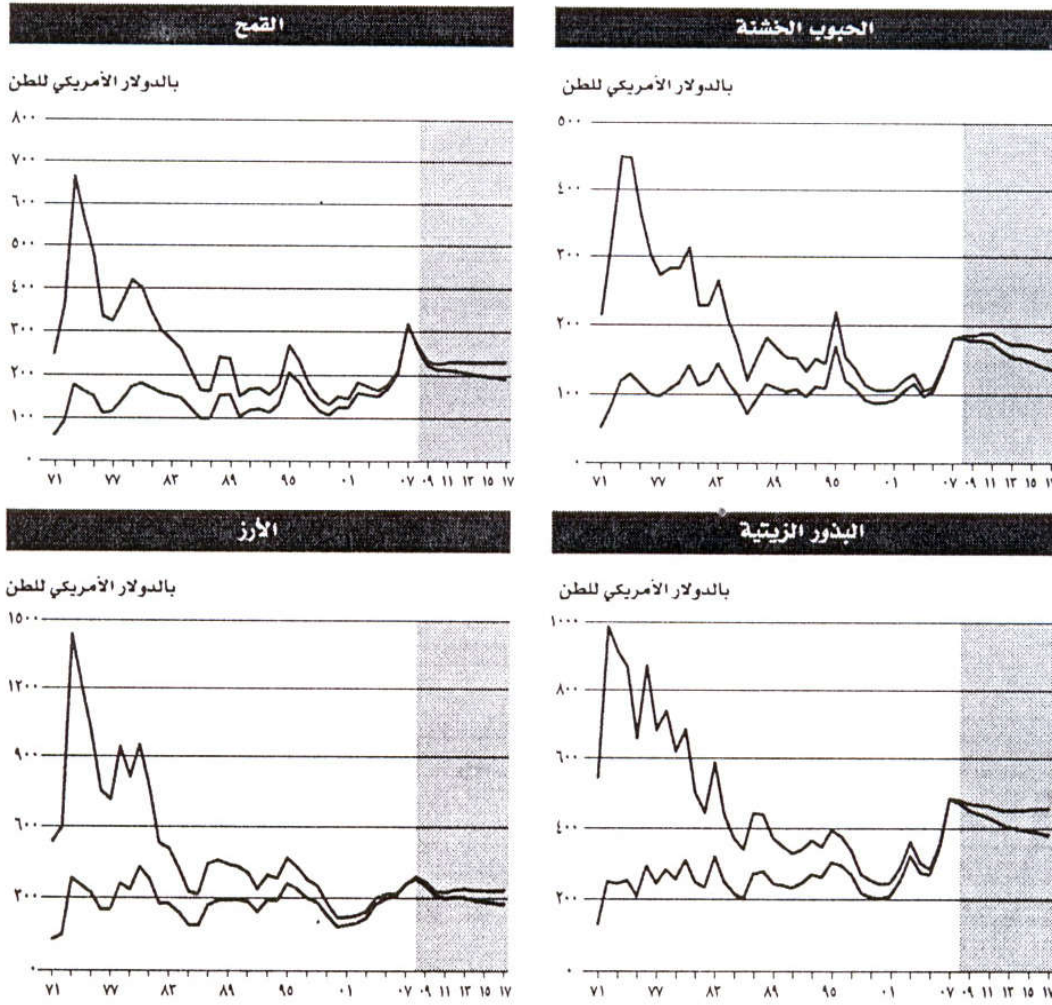 القمح
بالدولار الأمريكي للطن
٨٠٠
٧٠٠
٦٠٠
٥٠٠
٤٠٠
٣٠٠
٢٠٠
١٠٠
٠
٧١ ٧٧ ٨٣ ٨٩ ٩٥ ٠١ ٠٧ ٠٩ ١١ ١٣ ١٥ ١٧
الحبوب الخشنة
بالدولار الأمريكي للطن
٥٠٠
٤٠٠
٣٠٠
٢٠٠
١٠٠
٠
٧١ ٧٧ ٨٣ ٨٩ ٩٥ ٠١ ٠٧ ٠٩ ١١ ١٣ ١٥ ١٧
الأرز
بالدولار الأمريكي للطن
١٥٠٠
١٢٠٠
٩٠٠
٦٠٠
٣٠٠
٠
٧١ ٧٧ ٨٣ ٨٩ ٩٥ ٠١ ٠٧ ٠٩ ١١ ١٣ ١٥ ١٧
البذور الزيتية
بالدولار الأمريكي للطن
١٠٠٠
٨٠٠
٦٠٠
٤٠٠
٢٠٠
٠
٧١ ٧٧ ٨٣ ٨٩ ٩٥ ٠١ ٠٧ ٠٩ ١١ ١٣ ١٥ ١٧